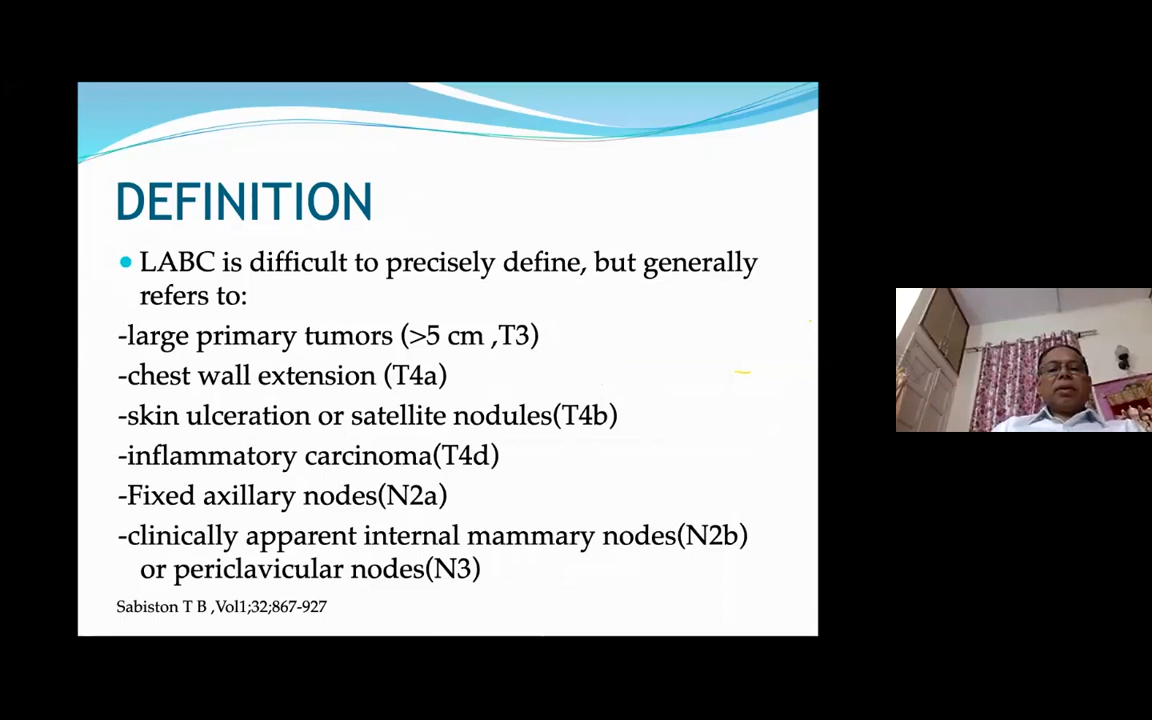 DEFINITION
LABC is difficult to precisely define, but generally
refers to:
-large primary tumors (>5 cm ,T3)
-chest wall extension (T4a)
-skin ulceration or satellite nodules(T4b)
-inflammatory carcinoma(T4d)
-Fixed axillary nodes(N2a)
-clinically apparent internal mammary nodes(N2b)
or periclavicular nodes(N3)
Sabiston T B ,Vol1;32;867-927